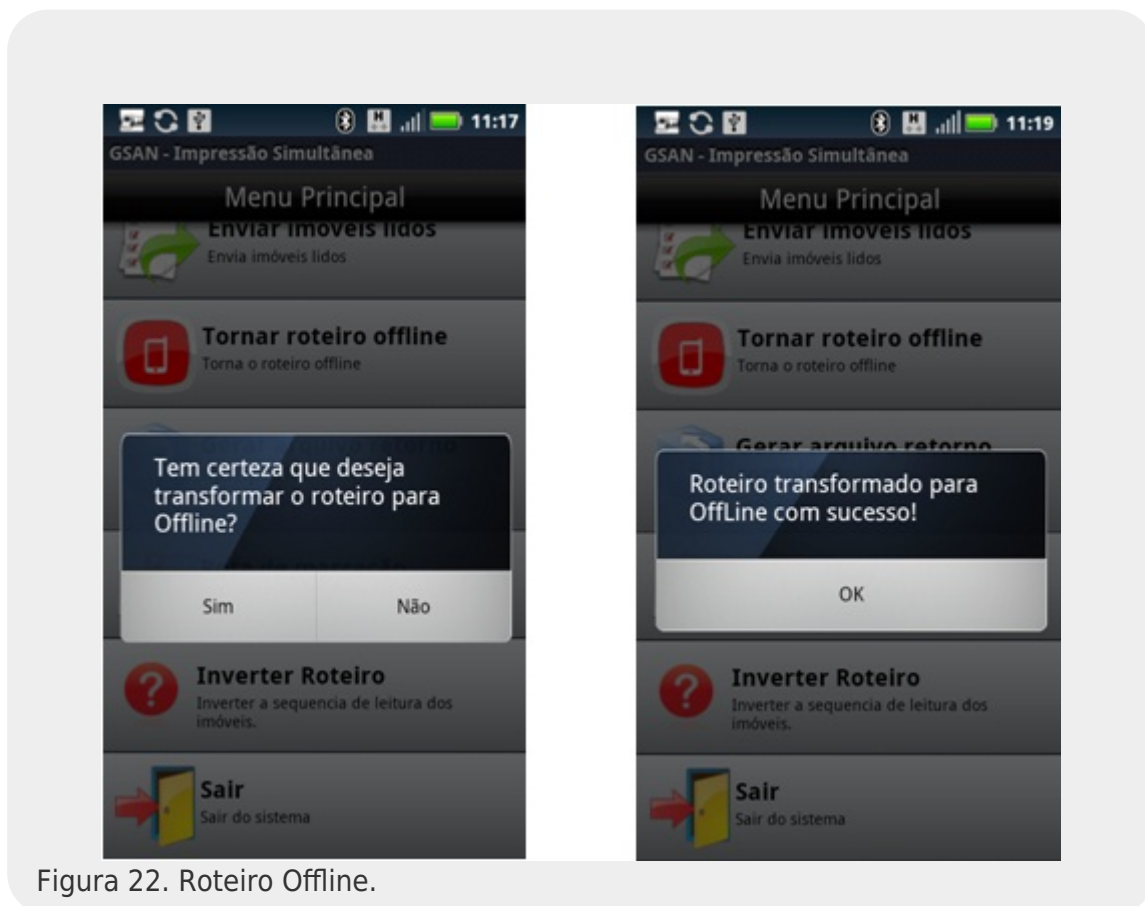 11:17
GSAN - Impressão Simultânea
Menu Principal
Enviar imóveis lidos
Envia imóveis lidos
Tornar roteiro offline
Torna o roteiro offline
Tem certeza que deseja
transformar o roteiro para
Offline?
Sim Não
Inverter Roteiro
Inverter a sequencia de leitura dos
imóveis.
Sair
Sair do sistema
11:19
GSAN - Impressão Simultânea
Menu Principal
Enviar imóveis lidos
Envia imóveis lidos
Tornar roteiro offline
Torna o roteiro offline
Gerar arquivo retorno
Roteiro transformado para
OffLine com sucesso!
OK
Inverter Roteiro
Inverter a sequencia de leitura dos
imóveis.
Sair
Sair do sistema
Figura 22. Roteiro Offline.